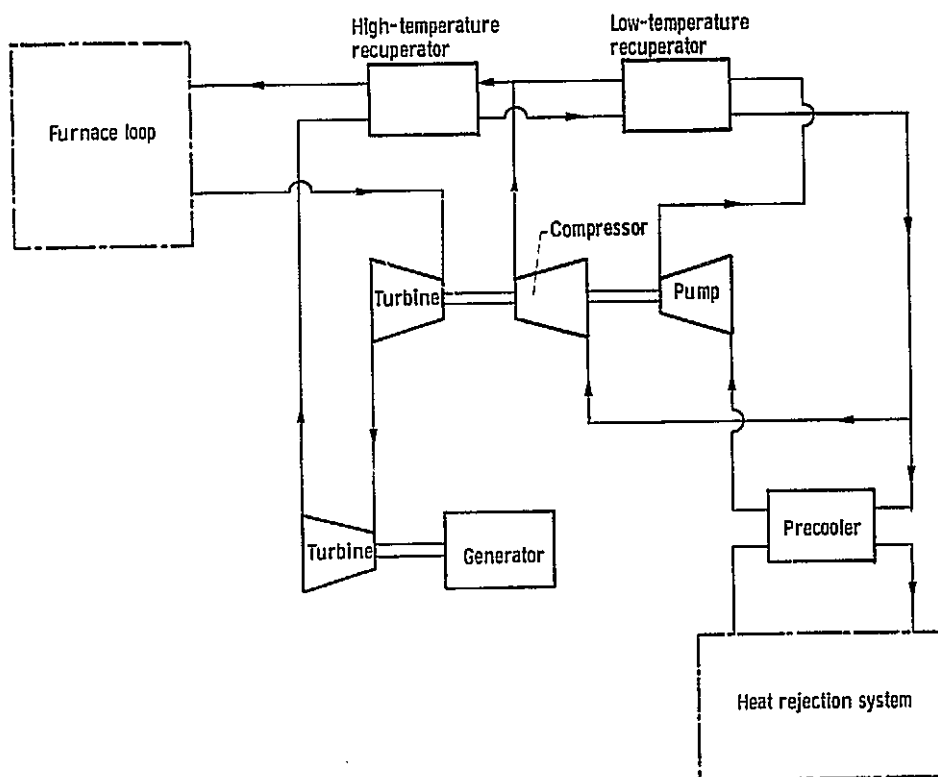 High-temperature
recuperator
Low-temperature
recuperator
Furnace loop
Compressor
Turbine
Pump
Turbine
Generator
Precooler
Heat rejection system